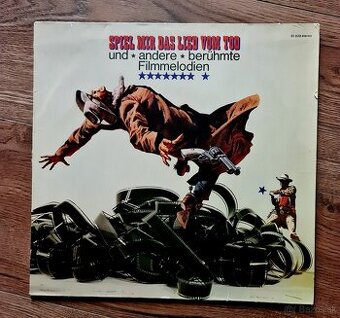 SPIEL MIR DAS LIED VOM TOD
und ★ andere ★ berühmte
Filmmelodien